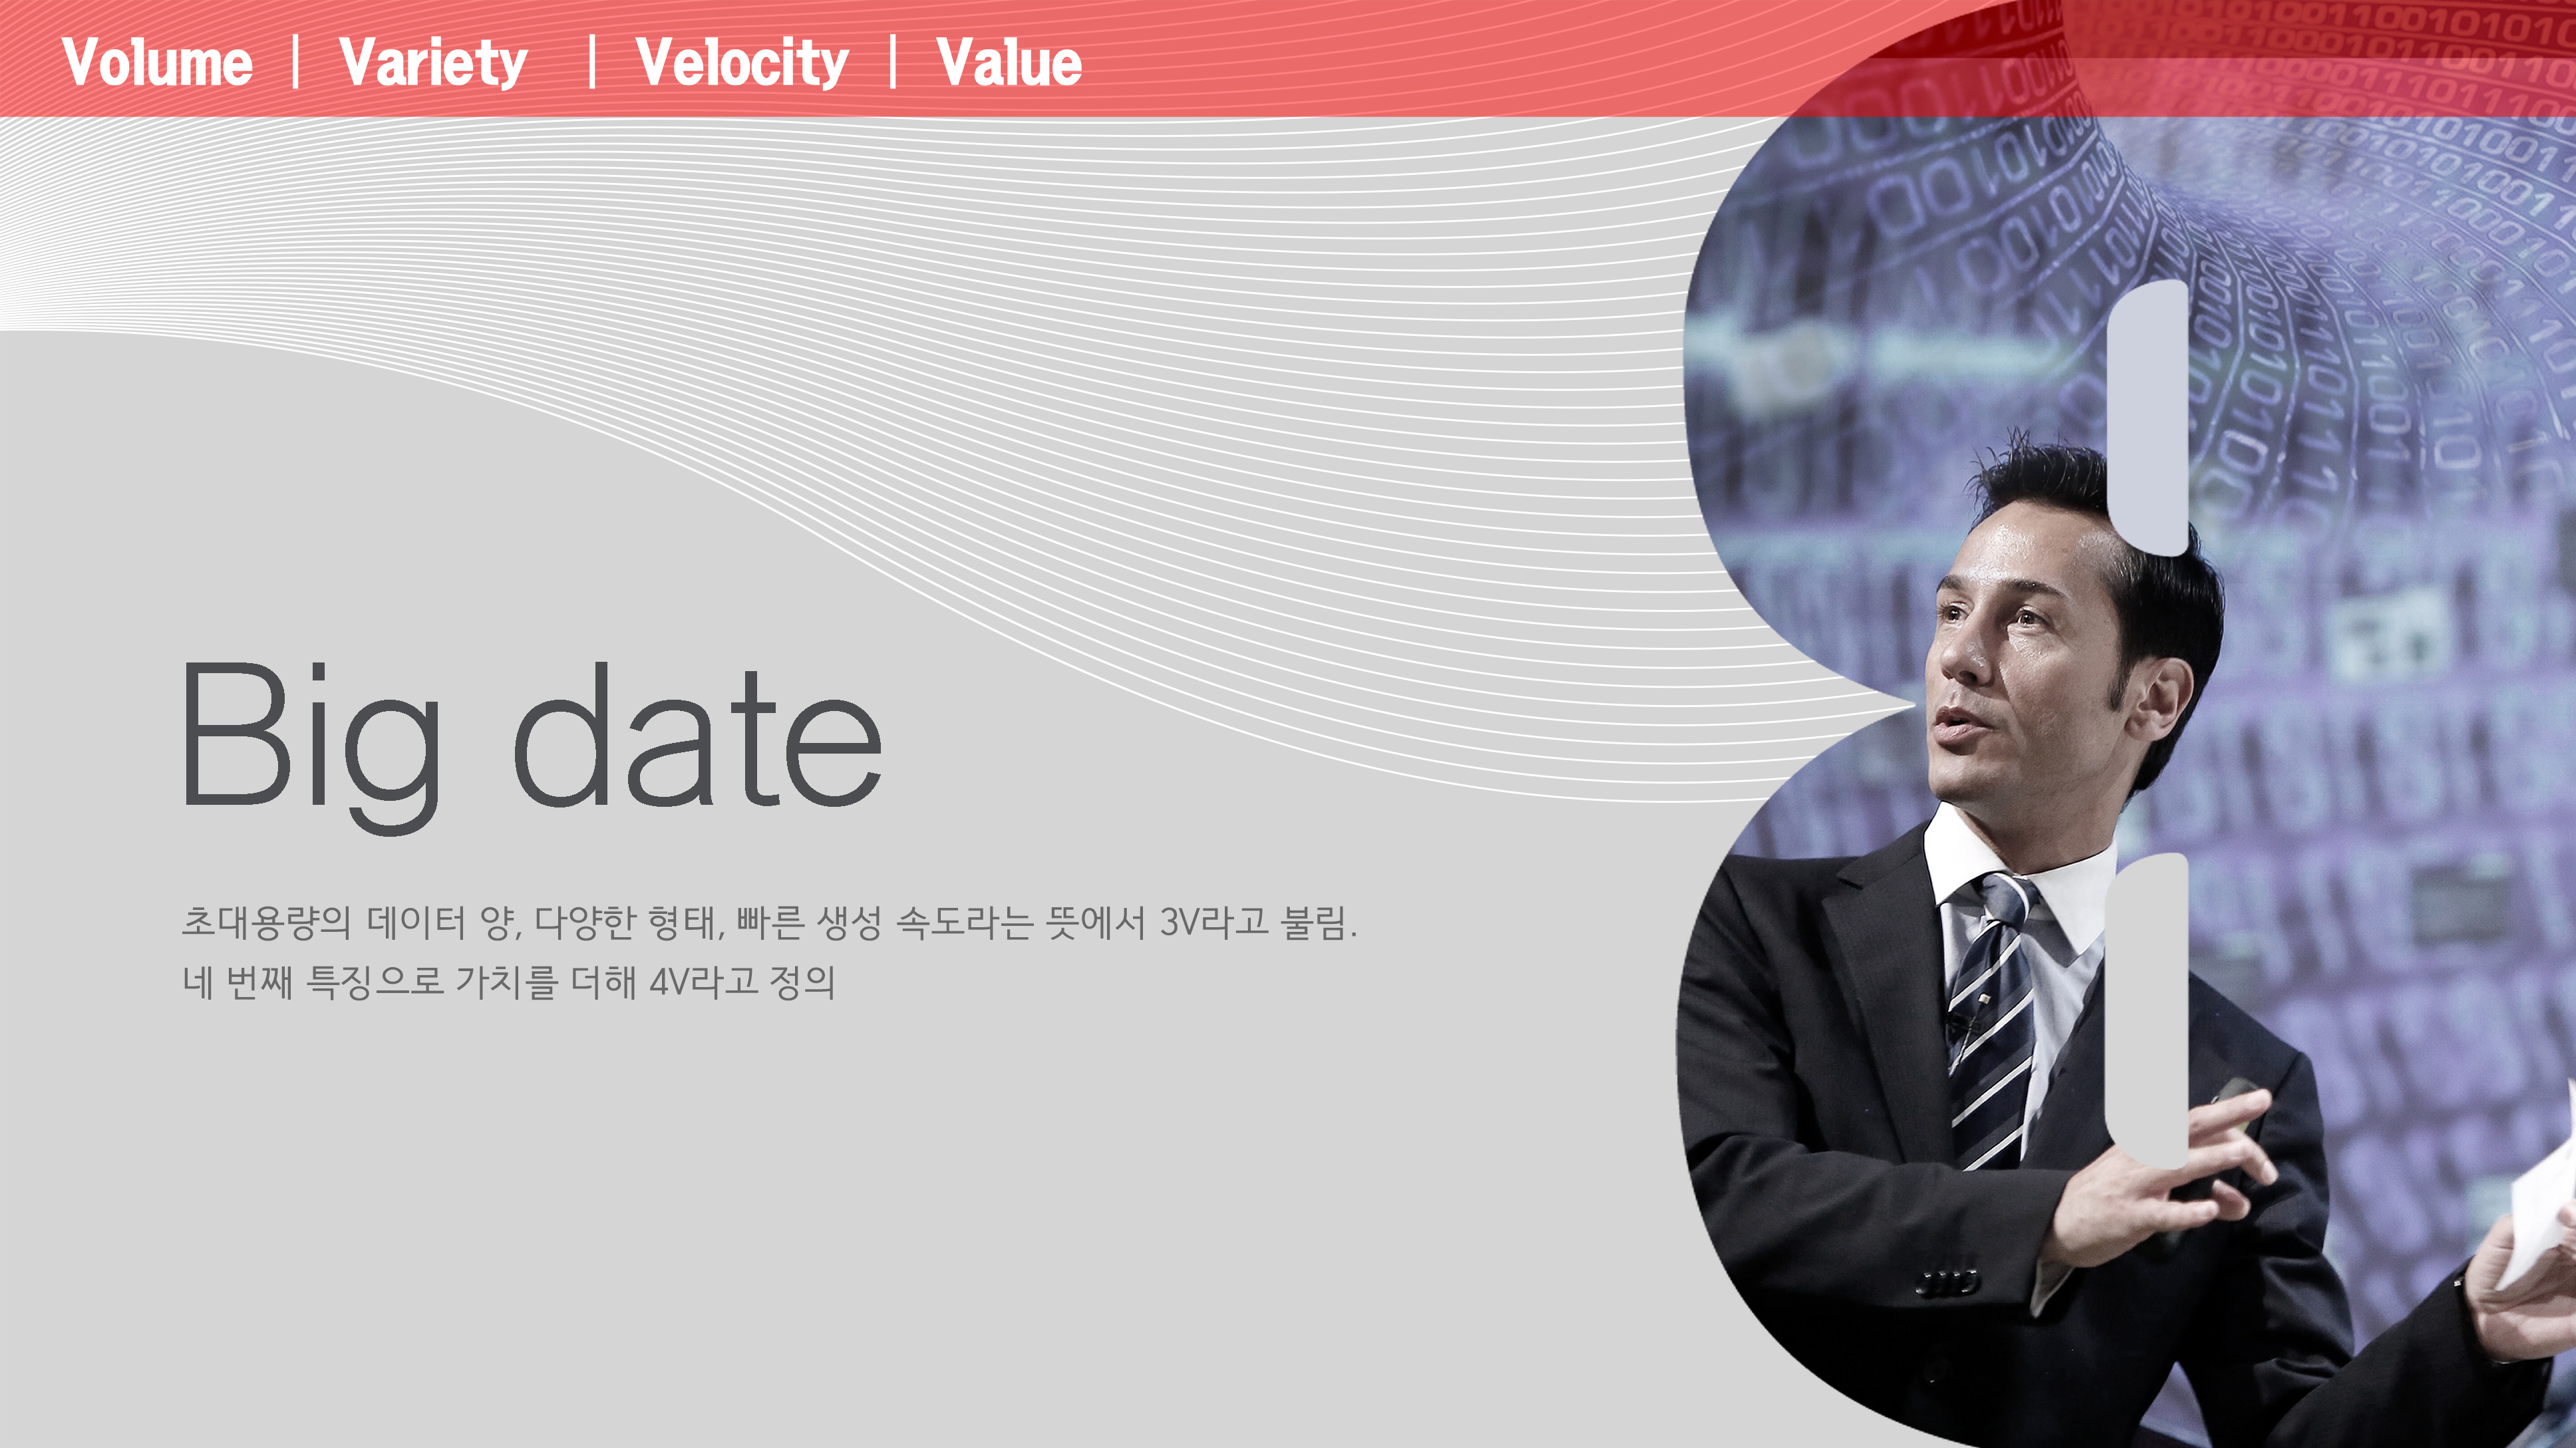 Volume | Variety | Velocity | Value
Big date
초대용량의 데이터 양, 다양한 형태, 빠른 생성 속도라는 뜻에서 3V라고 불림.
네 번째 특징으로 가치를 더해 4V라고 정의